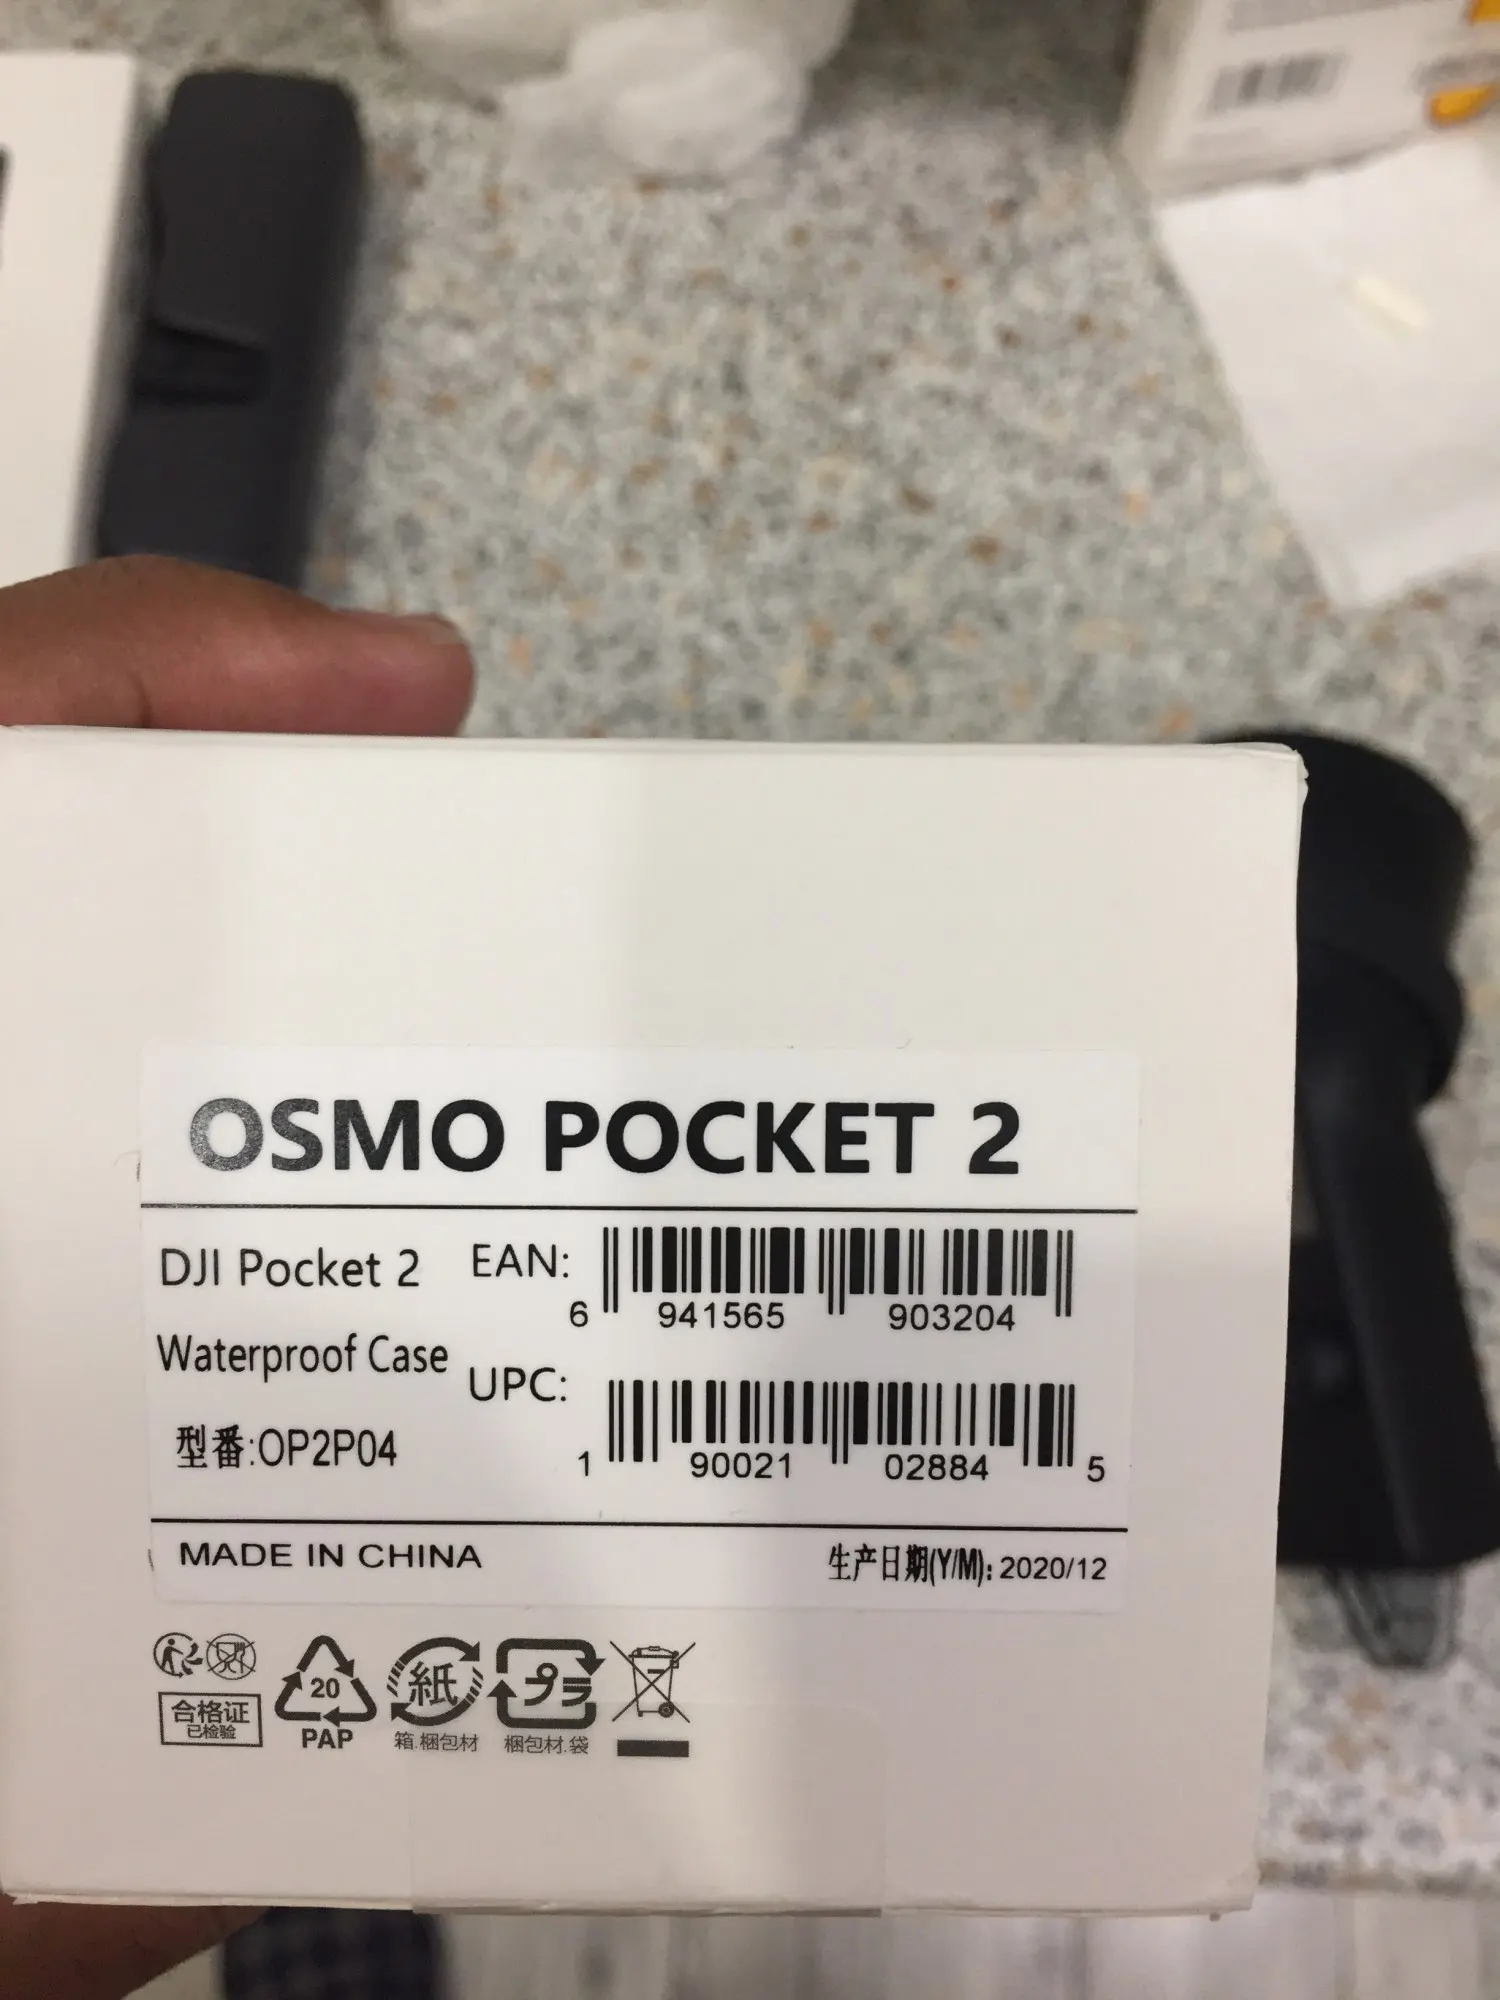 OSMO POCKET 2
DJI Pocket 2
EAN:
6 941565 903204
Waterproof Case
UPC:
1 90021 02884 5
型番:OP2P04
MADE IN CHINA
生产日期(Y/M): 2020/12
合格证
已检验
20
PAP
紙
箱.梱包材
プラ
梱包材.袋